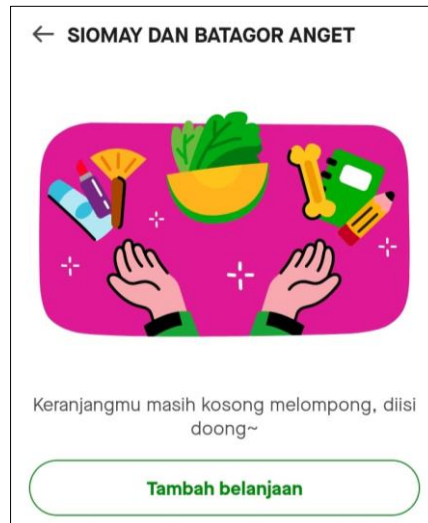 SIOMAY DAN BATAGOR ANGET
Keranjangmu masih kosong melompong, diisi
doong~
Tambah belanjaan